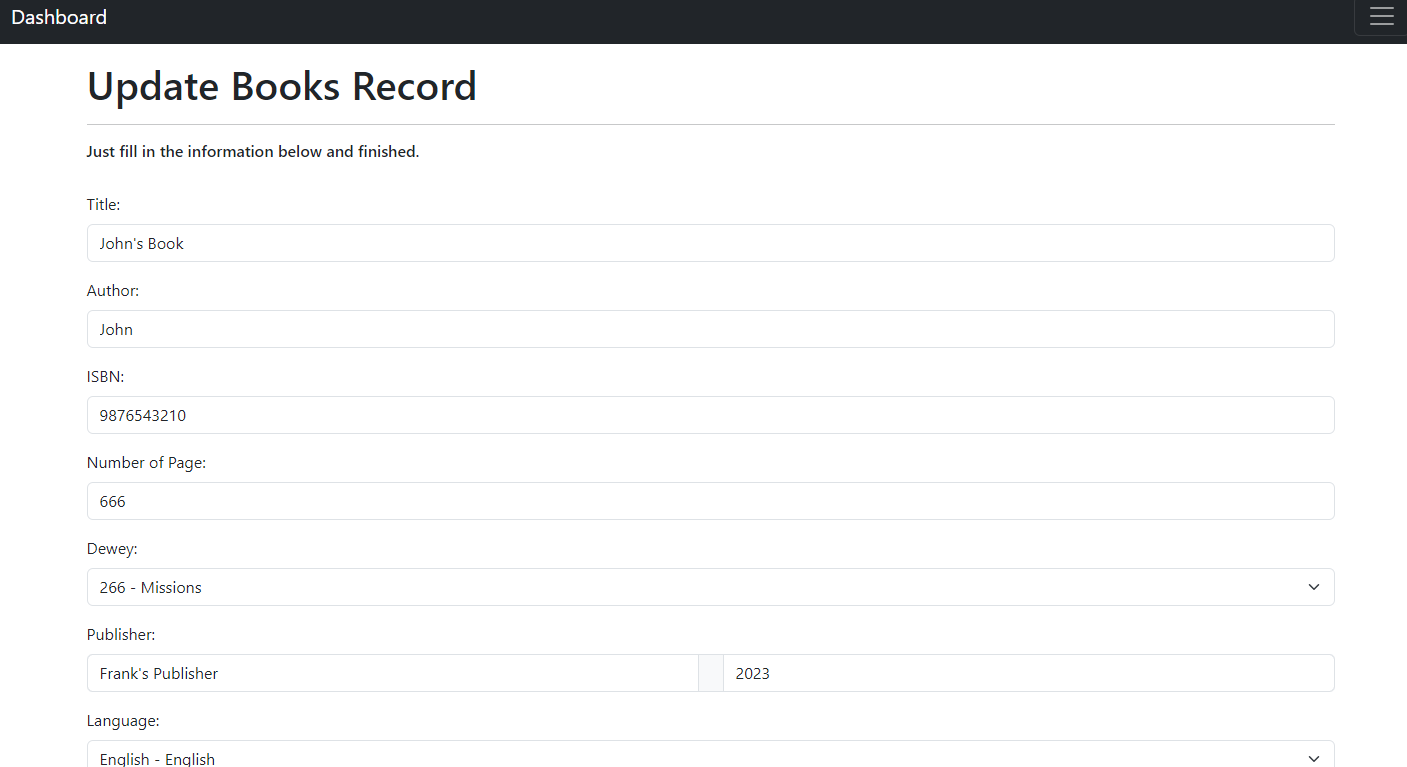 Dashboard
Update Books Record
Just fill in the information below and finished.
Title:
John's Book
Author:
John
ISBN:
9876543210
Number of Page:
666
Dewey:
266 - Missions
Publisher:
Frank's Publisher 2023
Language:
English - English